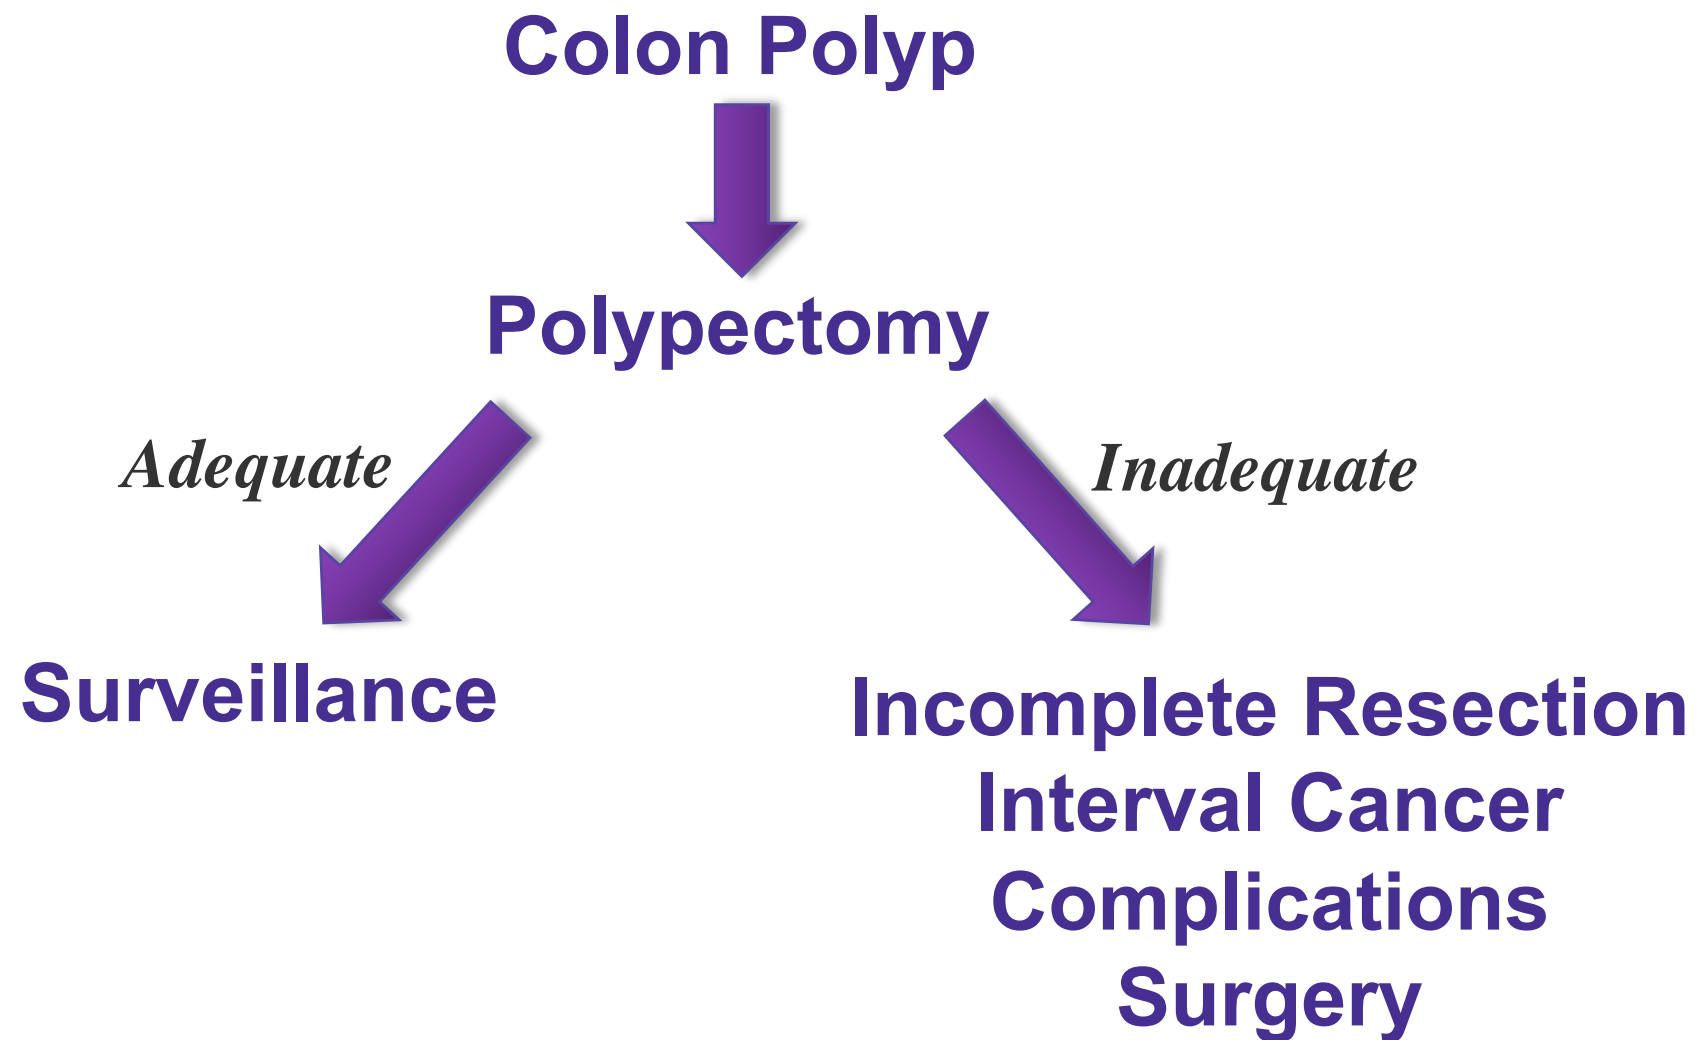 Colon Polyp
Polypectomy
Adequate
Inadequate
Surveillance
Incomplete Resection
Interval Cancer
Complications
Surgery